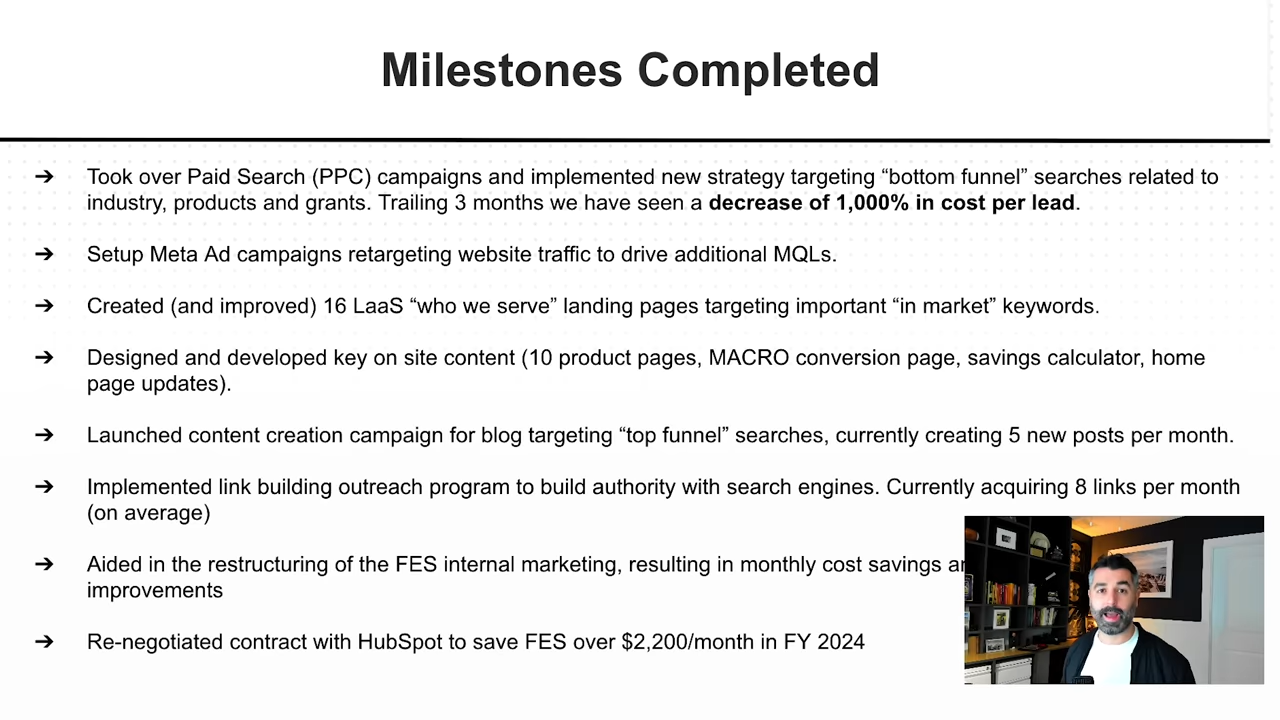 Milestones Completed
➔ Took over Paid Search (PPC) campaigns and implemented new strategy targeting “bottom funnel” searches related to
industry, products and grants. Trailing 3 months we have seen a decrease of 1,000% in cost per lead.
➔ Setup Meta Ad campaigns retargeting website traffic to drive additional MQLs.
➔ Created (and improved) 16 LaaS “who we serve” landing pages targeting important “in market” keywords.
➔ Designed and developed key on site content (10 product pages, MACRO conversion page, savings calculator, home
page updates).
➔ Launched content creation campaign for blog targeting “top funnel” searches, currently creating 5 new posts per month.
➔ Implemented link building outreach program to build authority with search engines. Currently acquiring 8 links per month
(on average)
➔ Aided in the restructuring of the FES internal marketing, resulting in monthly cost savings
improvements
➔ Re-negotiated contract with HubSpot to save FES over $2,200/month in FY 2024